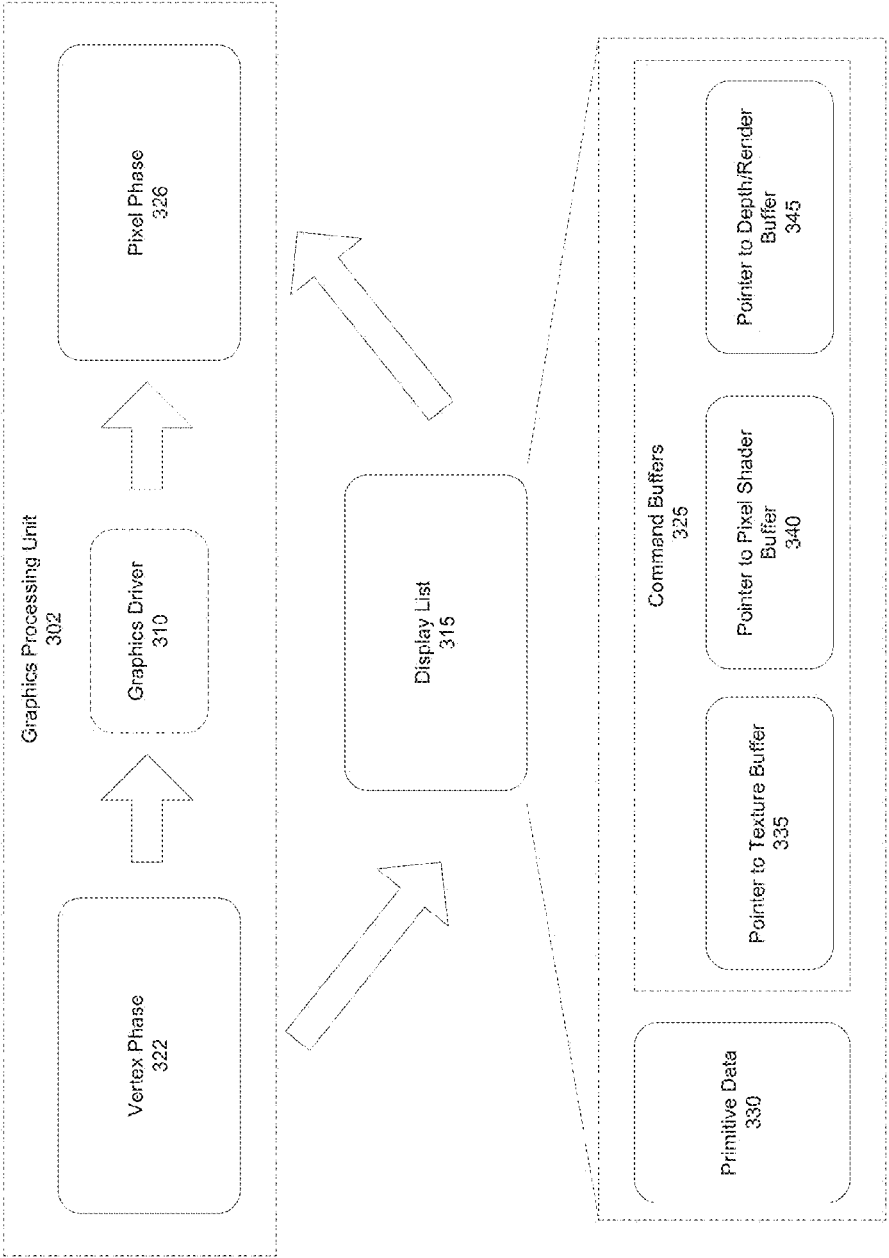 Graphics Processing Unit
302
Vertex Phase
322
Graphics Driver
310
Pixel Phase
326
Display List
315
Primitive Data
330
Command Buffers
325
Pointer to Texture Buffer
335
Pointer to Pixel Shader
Buffer
340
Pointer to Depth/Render
Buffer
345